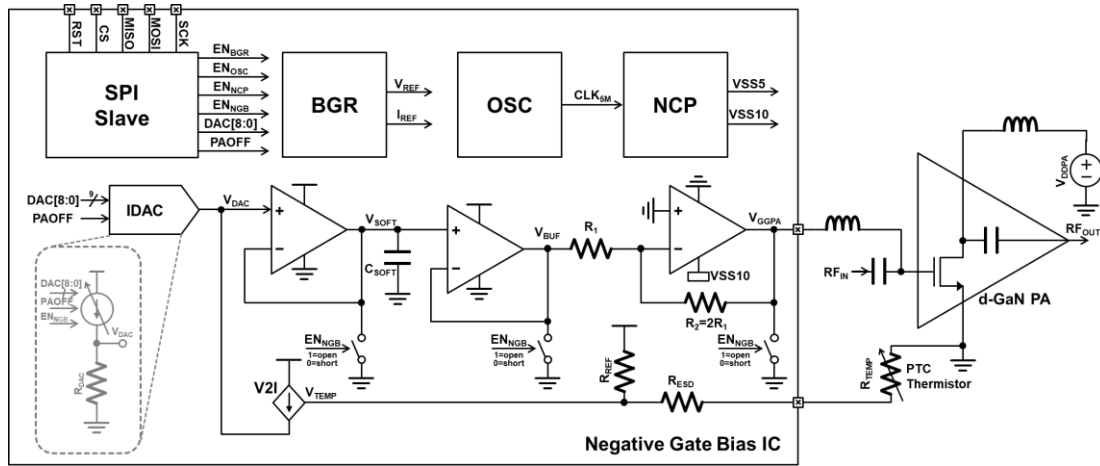 RST
CS
MISO
MOSI
SCK
SPI
Slave
EN_BGR
EN_OSC
EN_NCP
EN_NGB
DAC[8:0]
PAOFF
BGR
V_REF
I_REF
OSC
CLK_5M
NCP
VSS5
VSS10
V_DDPA
DAC[8:0]
9
PAOFF
IDAC
V_DAC
+
−
V_SOFT
C_SOFT
+
−
V_BUF
R_1
+
−
V_GGPA
VSS10
R_2=2R_1
RF_IN
RF_OUT
d-GaN PA
DAC[8:0]
PAOFF
EN_NGB
V_DAC
R_DAC
EN_NGB
1=open
0=short
EN_NGB
1=open
0=short
EN_NGB
1=open
0=short
V2I
V_TEMP
R_REF
R_ESD
R_TEMP
PTC
Thermistor
Negative Gate Bias IC